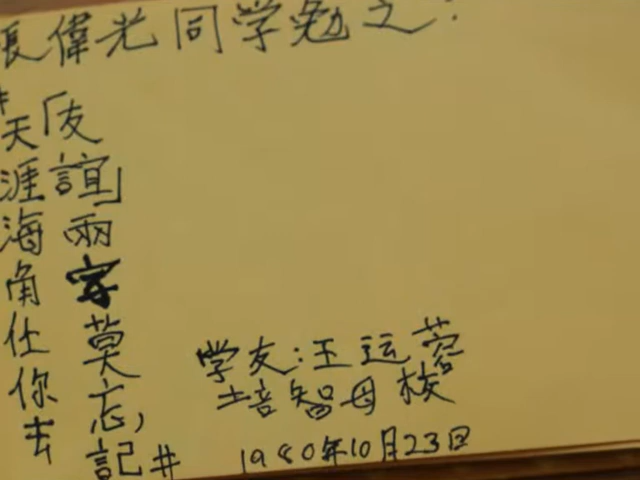 張偉光同学勉之:
#天涯海角仕你去
「友誼」兩字莫忘記#
学友:王运蓉
培智母校
1980年10月23日